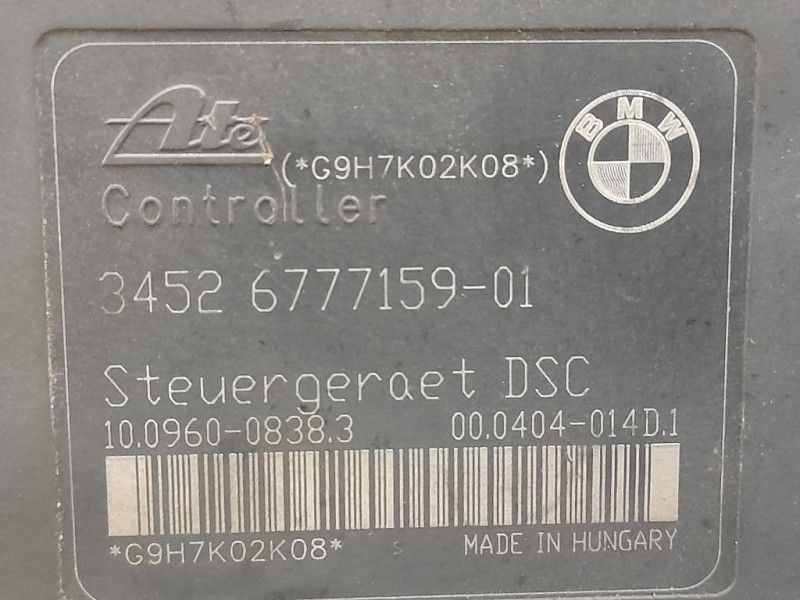 Ate
(*G9H7K02K08*)
BMW
Controller
3452 6777159-01
Steuergeraet DSC
10.0960-0838.3 00.0404-014D.1
*G9H7K02K08* S MADE IN HUNGARY